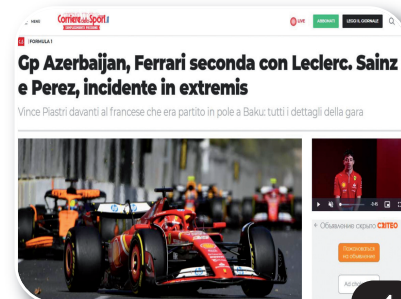 MENÙ
Corriere dello Sport.it
LIVE
ABBONATI
LEGGI IL GIORNALE
FORMULA 1
Gp Azerbaijan, Ferrari seconda con Leclerc. Sainz
e Perez, incidente in extremis
Vince Piastri davanti al francese che era partito in pole a Baku: tutti i dettagli della gara
Объявление скрыто CRITEO
Пожаловаться
на объявление